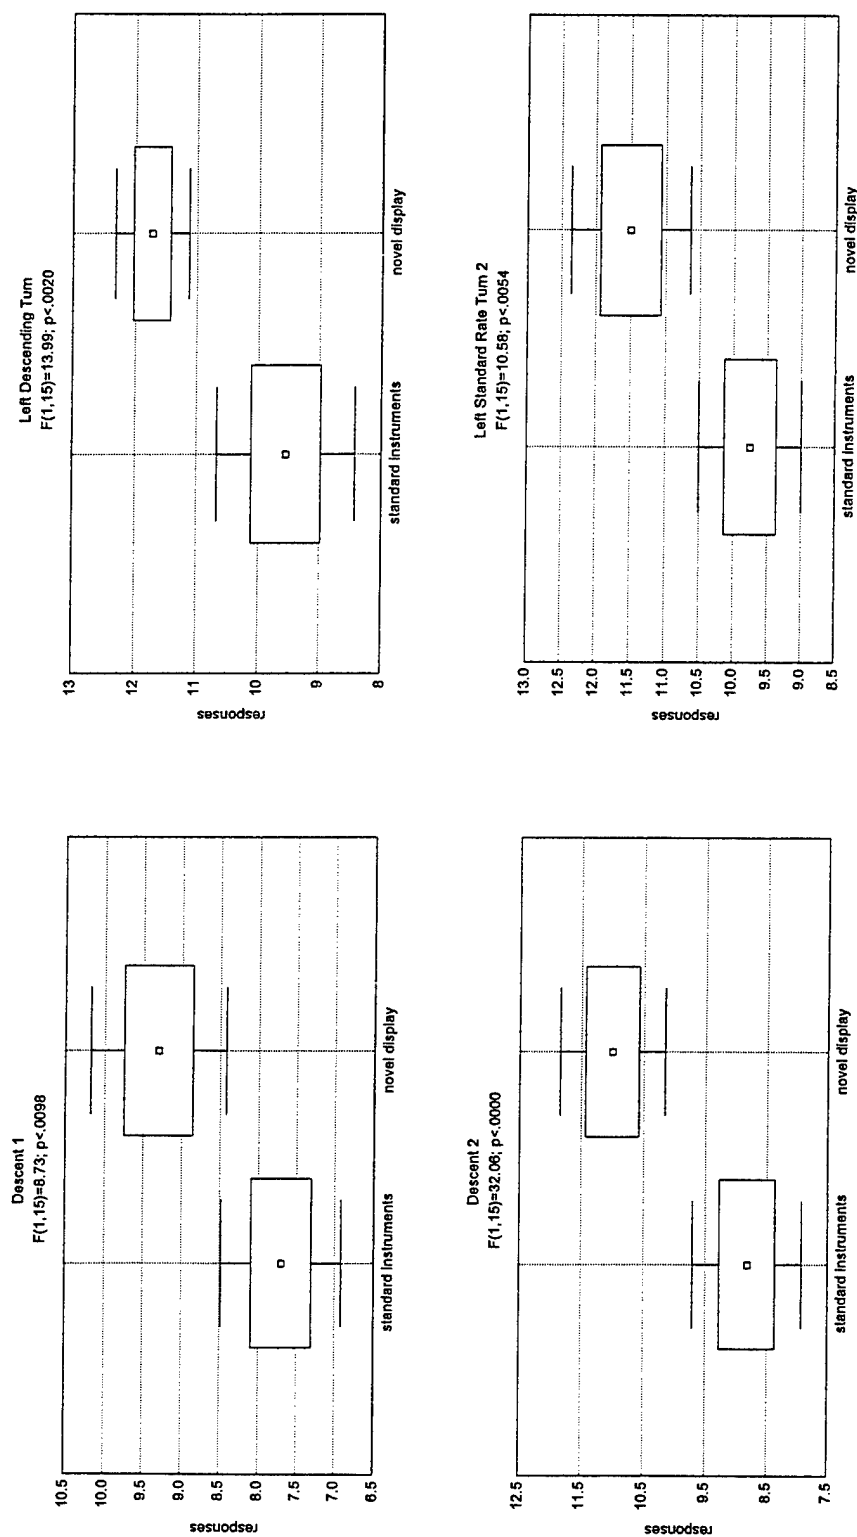 Descent 1
F(1,15)=8.73; p<.0098
responses
10.5
10.0
9.5
9.0
8.5
8.0
7.5
7.0
6.5
standard instruments
novel display
Left Descending Turn
F(1,15)=13.99; p<.0020
responses
13
12
11
10
9
8
standard instruments
novel display
Descent 2
F(1,15)=32.06; p<.0000
responses
12.5
11.5
10.5
9.5
8.5
7.5
standard instruments
novel display
Left Standard Rate Turn 2
F(1,15)=10.58; p<.0054
responses
13.0
12.5
12.0
11.5
11.0
10.5
10.0
9.5
9.0
8.5
standard instruments
novel display